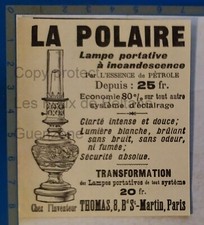 LA POLAIRE
Lampe portative
à incandescence
Par L'ESSENCE de PÉTROLE
Depuis : 25 fr.
Economie 80% sur tout autre
système d'éclairage
Clarté intense et douce;
Lumière blanche, brûlant
sans bruit, sans odeur,
ni fumée;
Sécurité absolue.
TRANSFORMATION
des Lampes portatives de tout système
20 fr.
Chez l'Inventeur THOMAS, 8, Bd St-Martin, Paris